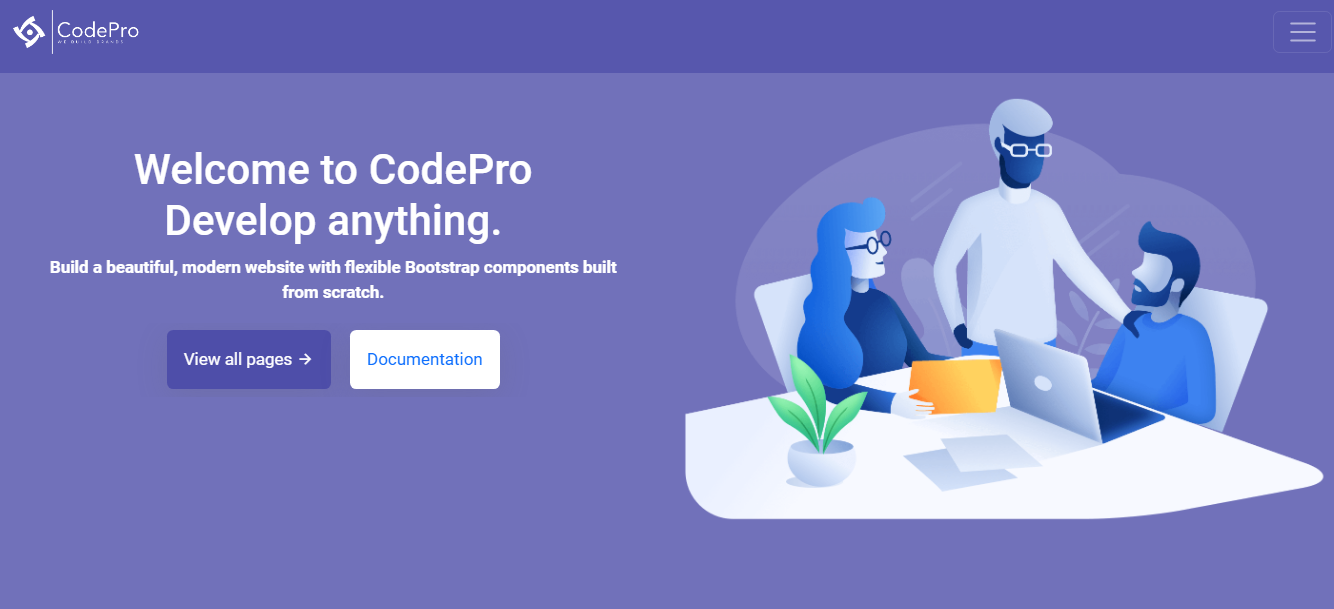 CodePro
WE BUILD BRANDS
Welcome to CodePro
Develop anything.
Build a beautiful, modern website with flexible Bootstrap components built
from scratch.
View all pages →
Documentation